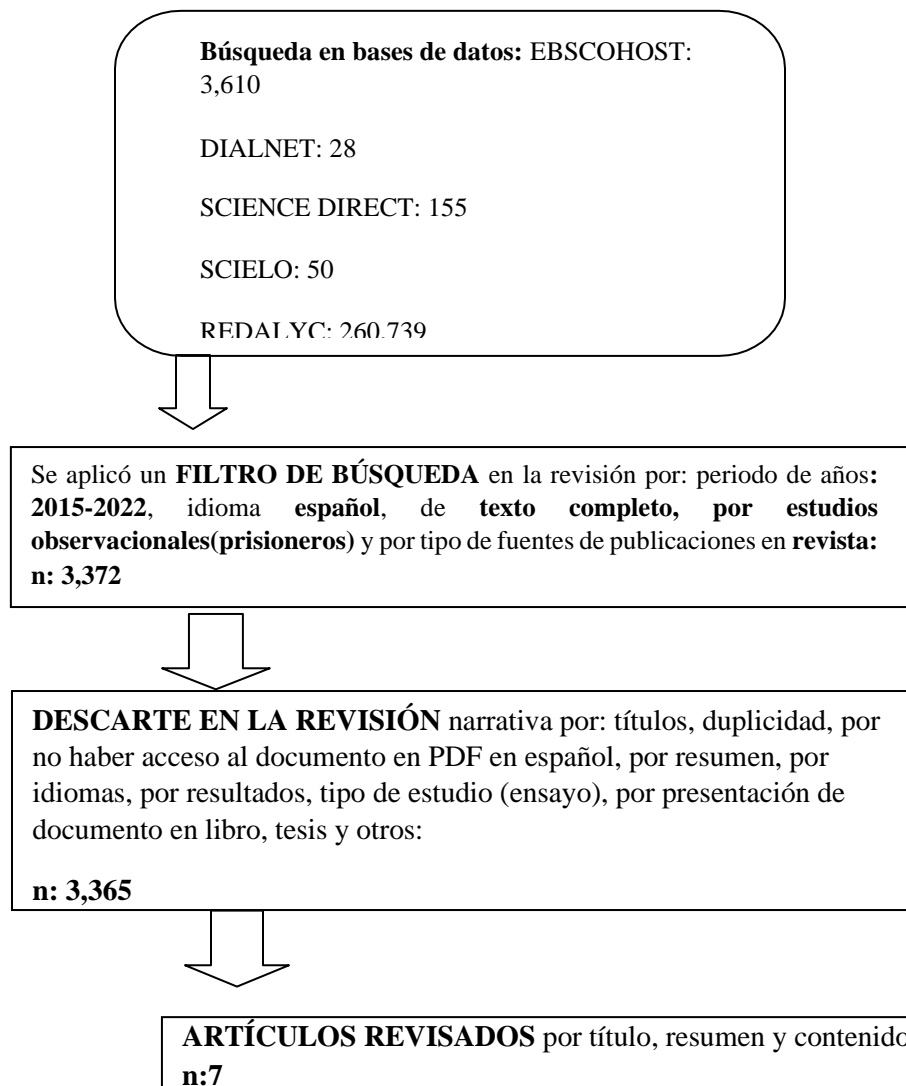 Búsqueda en bases de datos: EBSCOHOST:
3,610
DIALNET: 28
SCIENCE DIRECT: 155
SCIELO: 50
REDALYC: 260.739
Se aplicó un FILTRO DE BÚSQUEDA en la revisión por: periodo de años:
2015-2022, idioma español, de texto completo, por estudios
observacionales(prisioneros) y por tipo de fuentes de publicaciones en revista:
n: 3,372
DESCARTE EN LA REVISIÓN narrativa por: títulos, duplicidad, por
no haber acceso al documento en PDF en español, por resumen, por
idiomas, por resultados, tipo de estudio (ensayo), por presentación de
documento en libro, tesis y otros:
n: 3,365
ARTÍCULOS REVISADOS por título, resumen y contenido
n:7